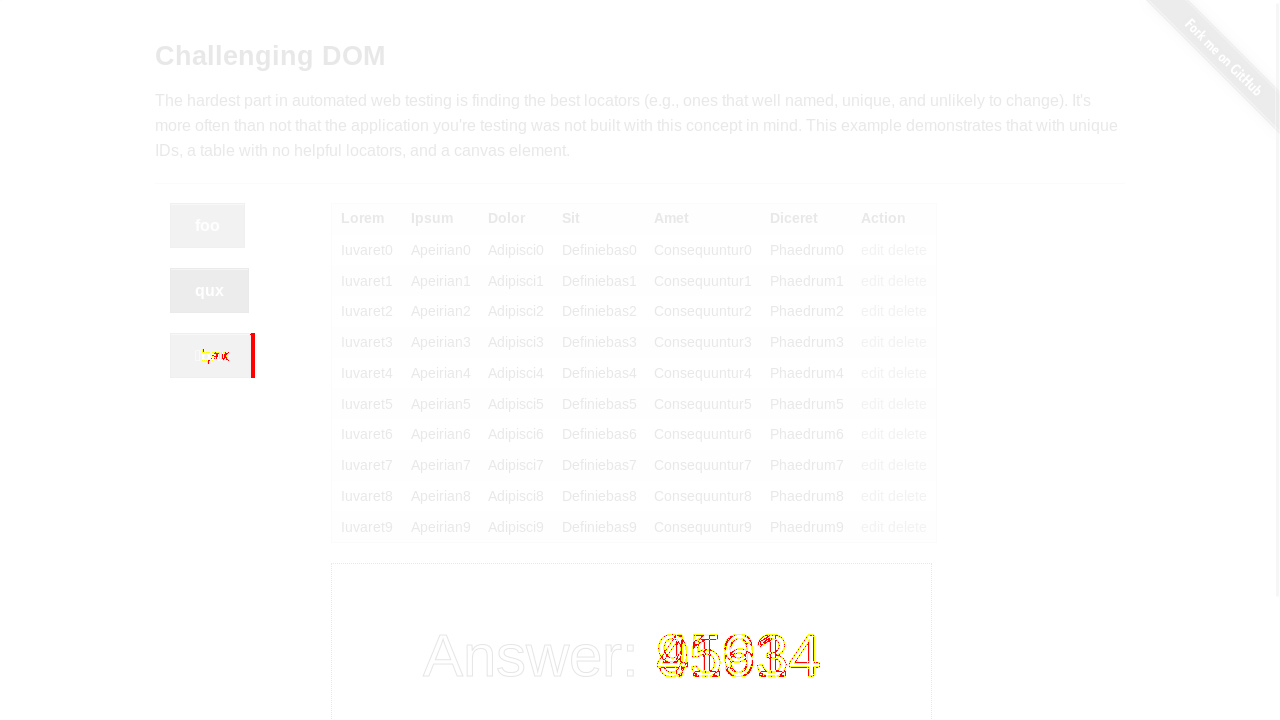 Fork me on GitHub
Challenging DOM
The hardest part in automated web testing is finding the best locators (e.g., ones that well named, unique, and unlikely to change). It's
more often than not that the application you're testing was not built with this concept in mind. This example demonstrates that with unique
IDs, a table with no helpful locators, and a canvas element.
foo
qux
Lorem Ipsum Dolor Sit Amet Diceret Action
Iuvaret0 Apeirian0 Adipisci0 Definiebas0 Consequuntur0 Phaedrum0 edit delete
Iuvaret1 Apeirian1 Adipisci1 Definiebas1 Consequuntur1 Phaedrum1 edit delete
Iuvaret2 Apeirian2 Adipisci2 Definiebas2 Consequuntur2 Phaedrum2 edit delete
Iuvaret3 Apeirian3 Adipisci3 Definiebas3 Consequuntur3 Phaedrum3 edit delete
Iuvaret4 Apeirian4 Adipisci4 Definiebas4 Consequuntur4 Phaedrum4 edit delete
Iuvaret5 Apeirian5 Adipisci5 Definiebas5 Consequuntur5 Phaedrum5 edit delete
Iuvaret6 Apeirian6 Adipisci6 Definiebas6 Consequuntur6 Phaedrum6 edit delete
Iuvaret7 Apeirian7 Adipisci7 Definiebas7 Consequuntur7 Phaedrum7 edit delete
Iuvaret8 Apeirian8 Adipisci8 Definiebas8 Consequuntur8 Phaedrum8 edit delete
Iuvaret9 Apeirian9 Adipisci9 Definiebas9 Consequuntur9 Phaedrum9 edit delete
Answer: